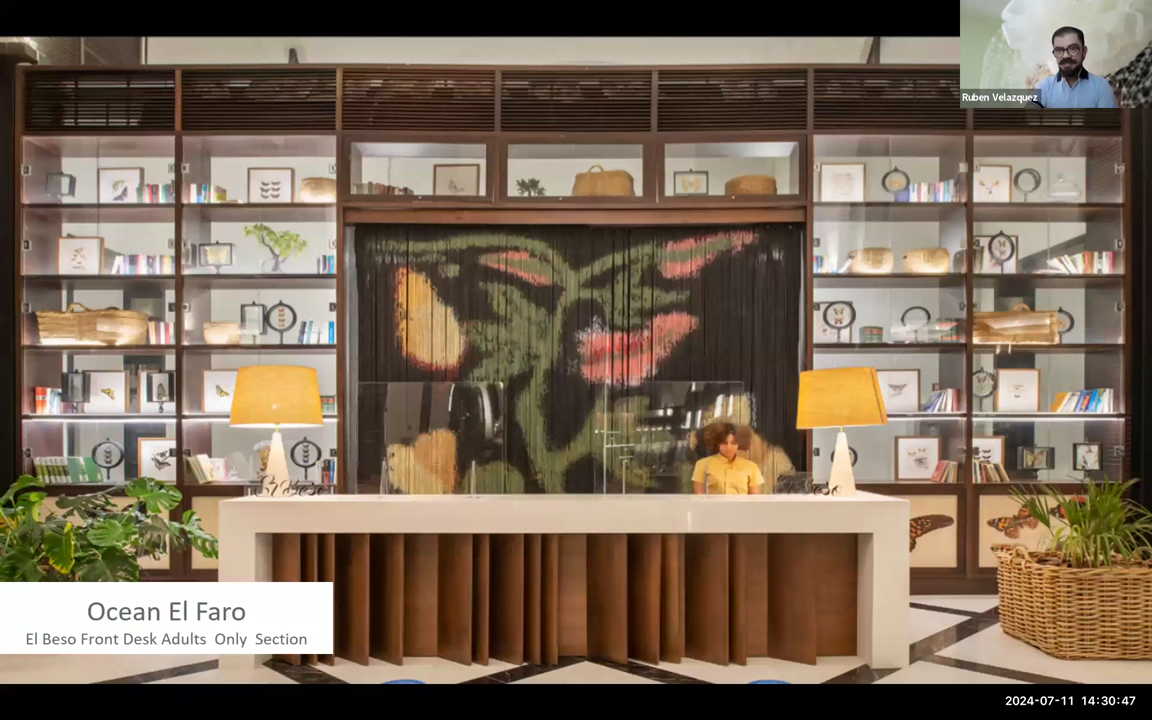 Ruben Velazquez
Ocean El Faro
El Beso Front Desk Adults Only Section
2024-07-11 14:30:47